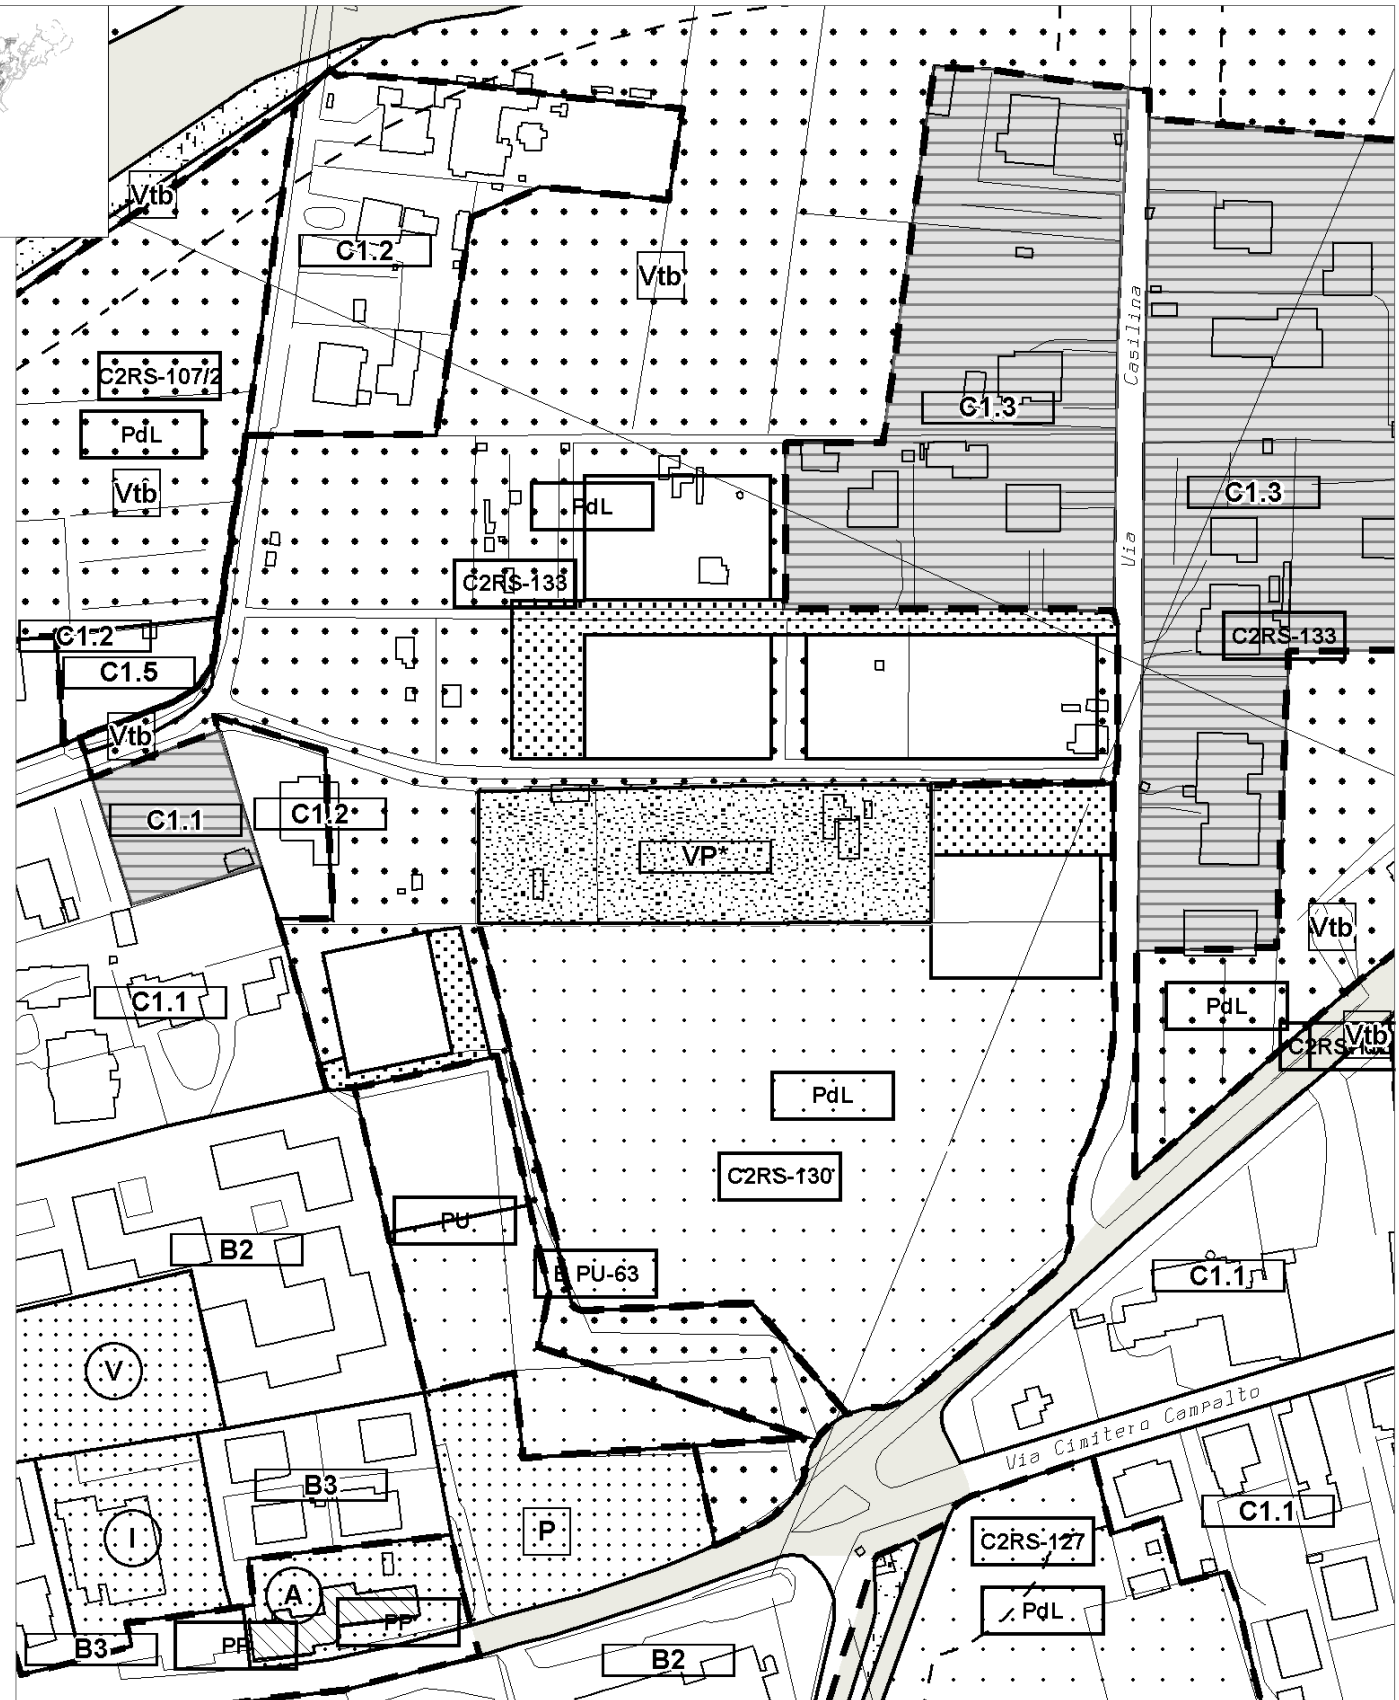 Vtb
C1.2
Vtb
Via Casilina
C2RS-107/2
C1.3
PdL
Vtb
C1.3
PdL
C2RS-133
C1.2
C2RS-133
C1.5
Vtb
C1.1
C1.2
VP*
Vtb
C1.1
PdL
Vtb
PdL
C2RS-130
PU
B2
PU-63
C1.1
V
Via Cimitero Campalto
B3
C1.1
P
I
C2RS-127
A
PdL
PP
B3
B2